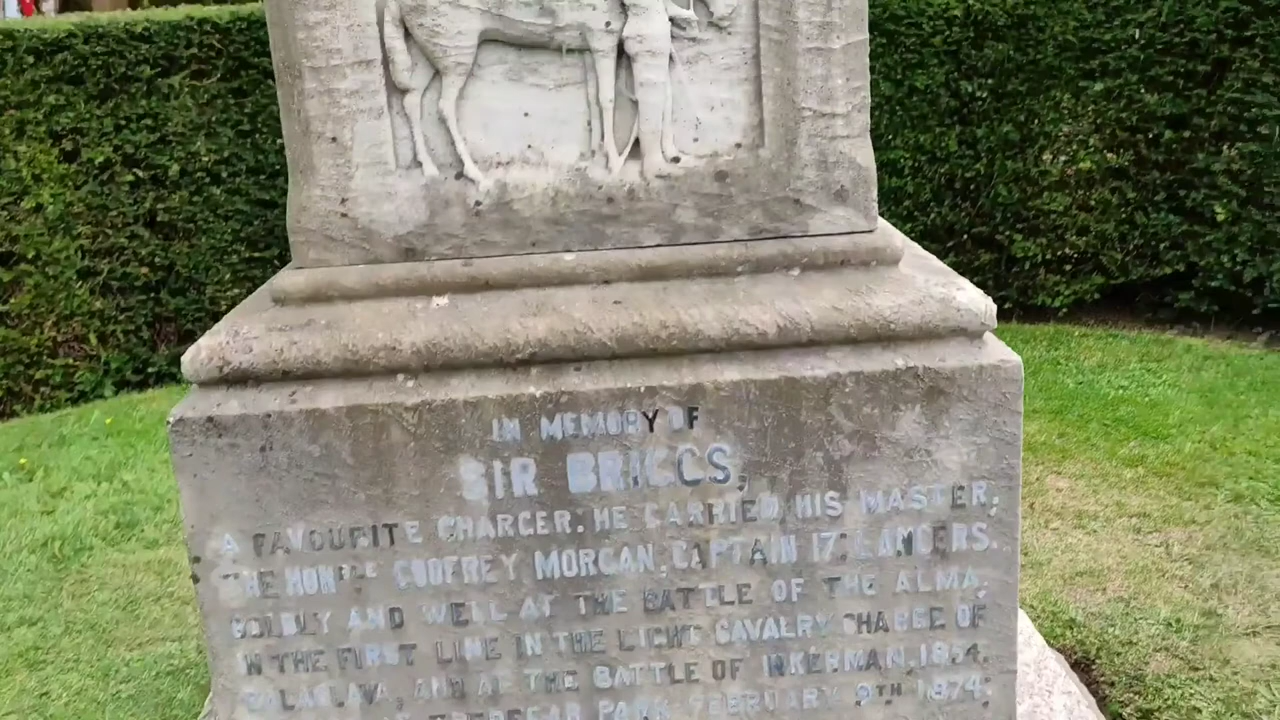 IN MEMORY OF
SIR BRIGGS,
A FAVOURITE CHARGER. HE CARRIED HIS MASTER,
THE HONBLE GODFREY MORGAN, CAPTAIN 17. LANCERS.
BOLDLY AND WELL AT THE BATTLE OF THE ALMA,
IN THE FIRST LINE IN THE LIGHT CAVALRY CHARGE OF
BALACLAVA, AND AT THE BATTLE OF INKERMAN, 1854.
TREDEGAR PARK FEBRUARY 9TH 1874.